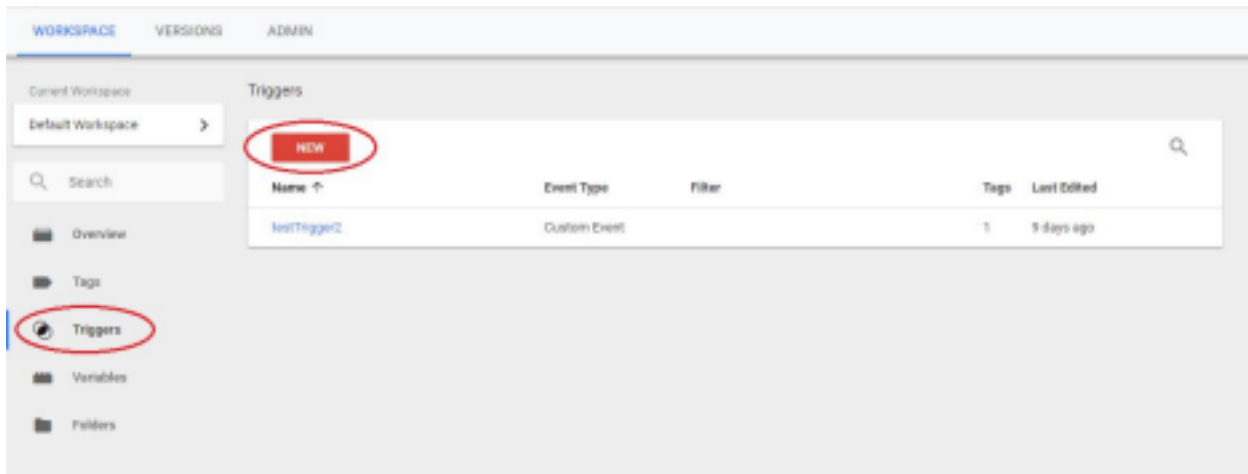 WORKSPACE VERSIONS ADMIN
Current Workspace
Default Workspace
Search
Overview
Tags
Triggers
Variables
Folders
Triggers
NEW
Name Event Type Filter Tags Last Edited
testTrigger2 Custom Event 1 9 days ago